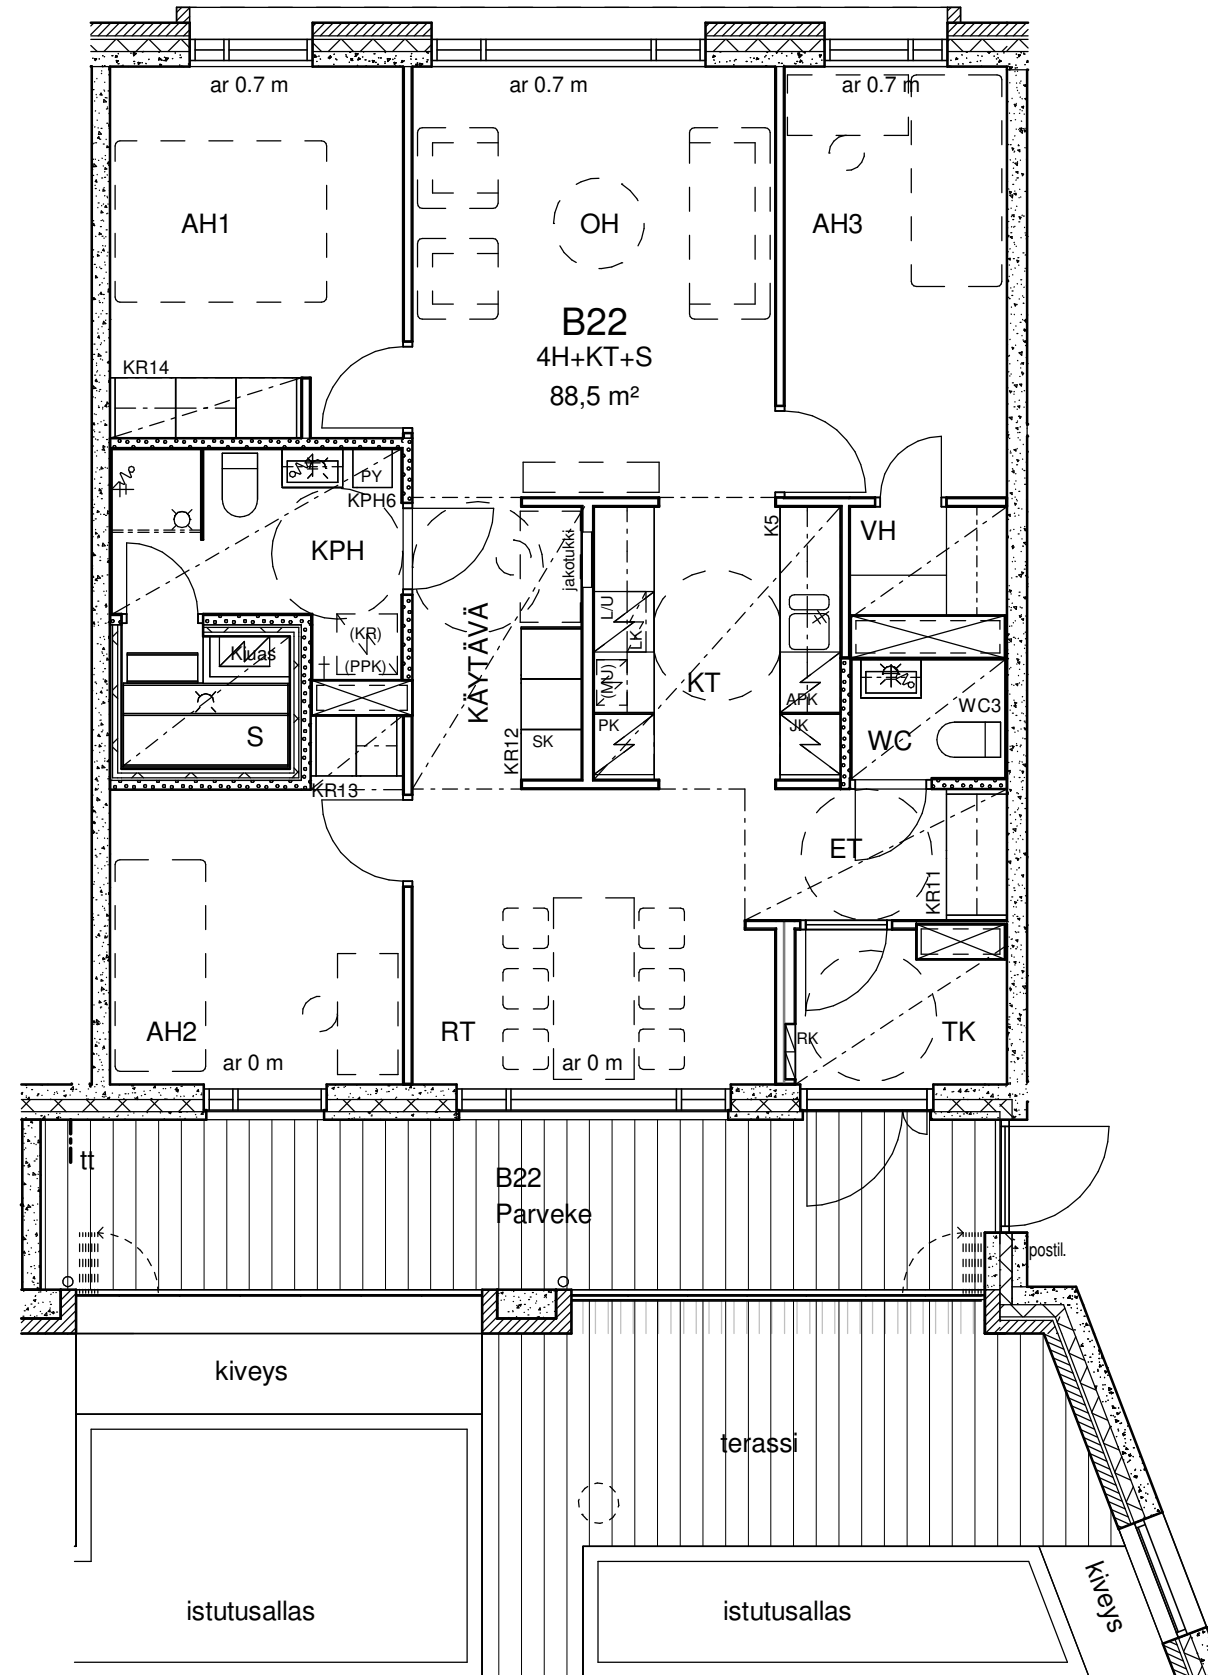 ar 0.7 m
ar 0.7 m
ar 0.7 m
AH1
OH
AH3
B22
4H+KT+S
88,5 m²
KR14
PY
KPH6
KPH
jakotukki
K5
VH
L/U
LK
(KR)
(PPK)
Kiuas
KÄYTÄVÄ
(MU)
KT
APK
WC3
S
KR12
SK
PK
JK
WC
KR13
ET
KR11
AH2
RT
RK
TK
ar 0 m
ar 0 m
tt
B22
Parveke
postil.
kiveys
terassi
istutusallas
istutusallas
kiveys